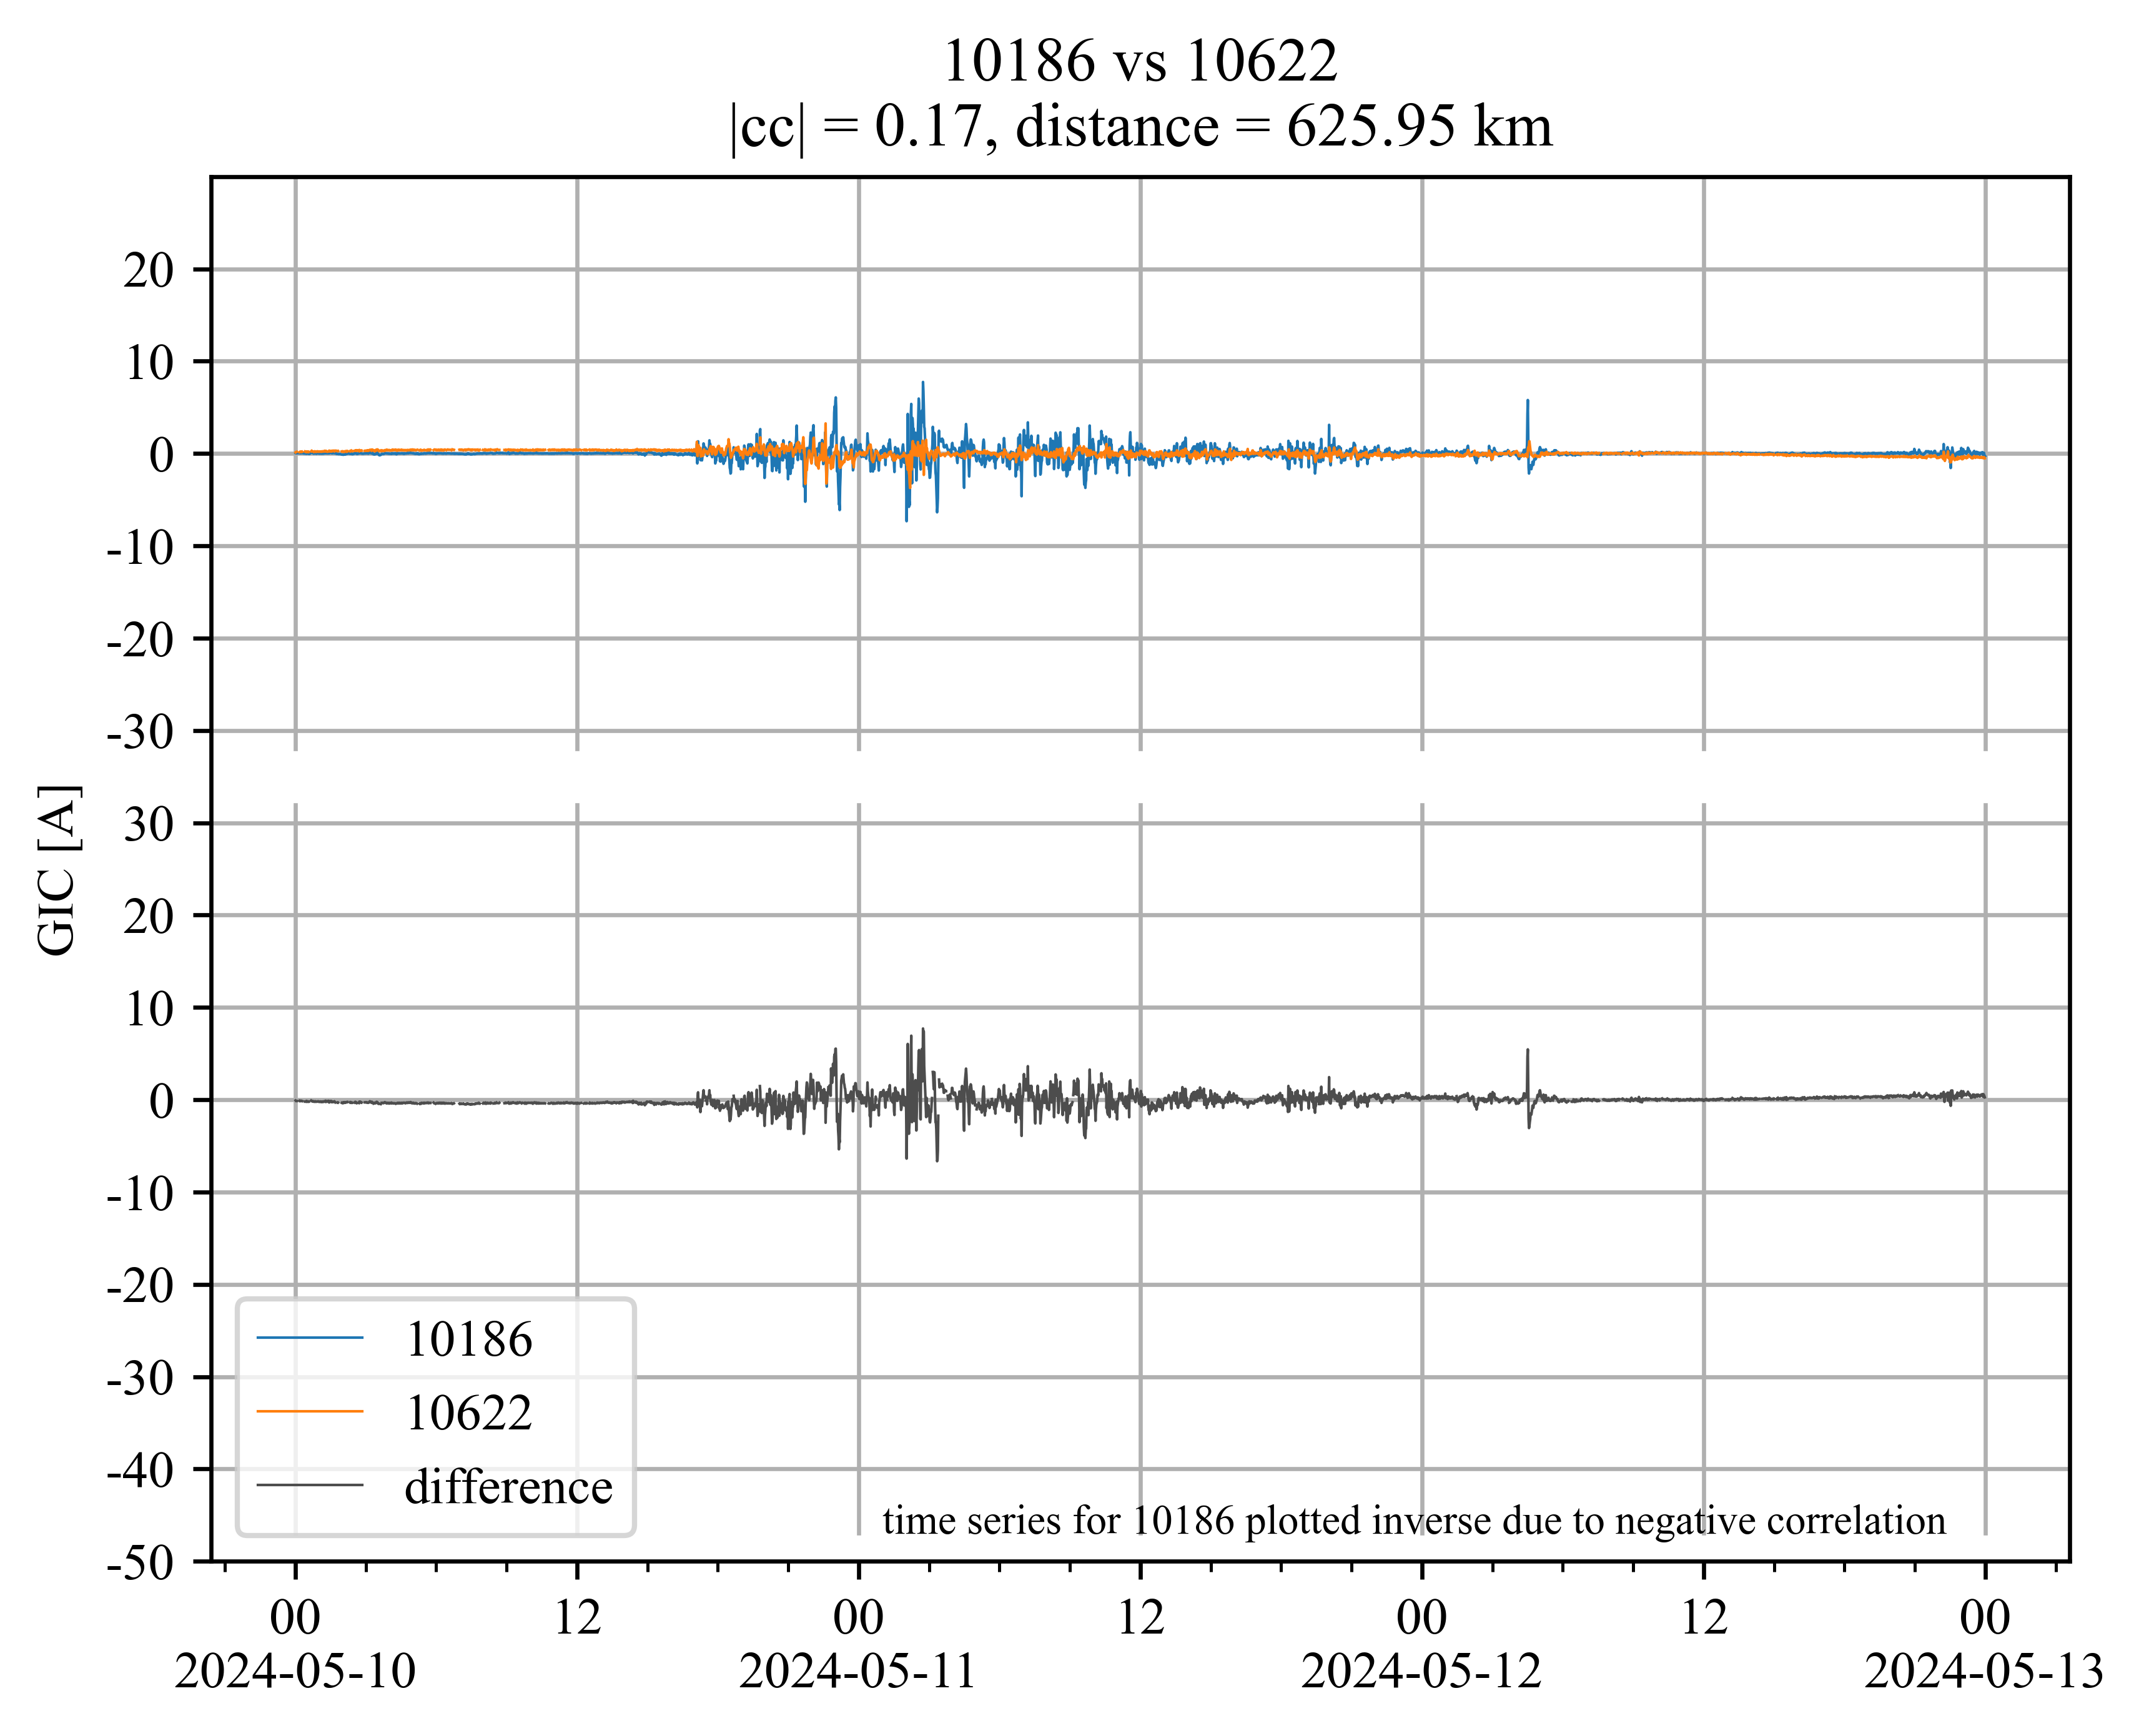 10186 vs 10622
|cc| = 0.17, distance = 625.95 km
GIC [A]
20
10
0
-10
-20
-30
30
20
10
0
-10
-20
-30
-40
-50
10186
10622
difference
time series for 10186 plotted inverse due to negative correlation
00 12 00 12 00 12 00
2024-05-10 2024-05-11 2024-05-12 2024-05-13